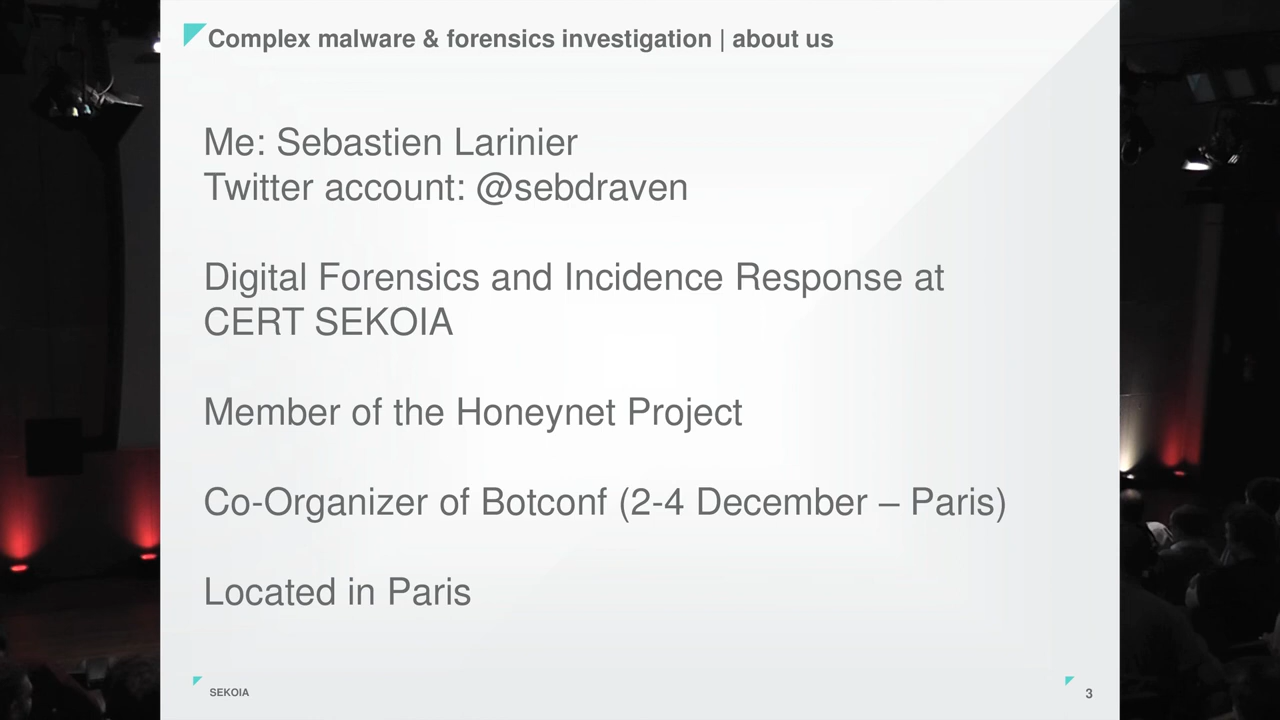 Complex malware & forensics investigation | about us
Me: Sebastien Larinier
Twitter account: @sebdraven
Digital Forensics and Incidence Response at
CERT SEKOIA
Member of the Honeynet Project
Co-Organizer of Botconf (2-4 December – Paris)
Located in Paris
SEKOIA
3